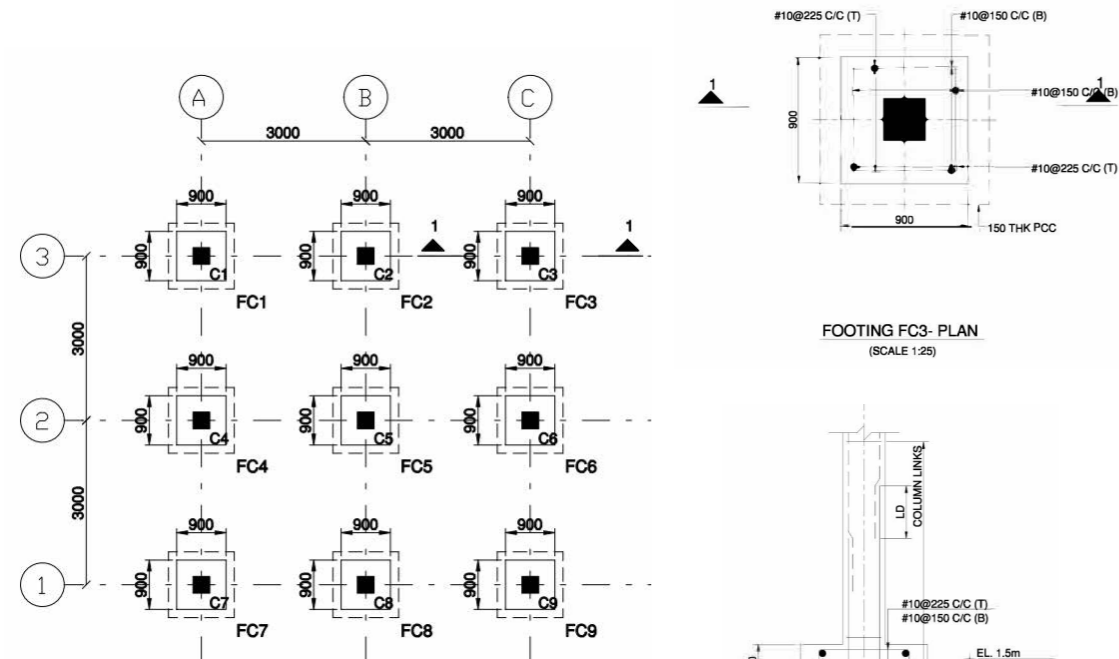 A B C
3000 3000
900 900 900
3 900 C1 900 C2 1 900 C3 1
FC1 FC2 FC3
3000
900 900 900
2 900 C4 900 C5 900 C6
FC4 FC5 FC6
3000
900 900 900
1 900 C7 900 C8 900 C9
FC7 FC8 FC9
#10@225 C/C (T) #10@150 C/C (B)
1 1
#10@150 C/C (B)
900
#10@225 C/C (T)
900
150 THK PCC
FOOTING FC3- PLAN
(SCALE 1:25)
COLUMN LINKS
LD
#10@225 C/C (T)
#10@150 C/C (B)
EL. 1.5m